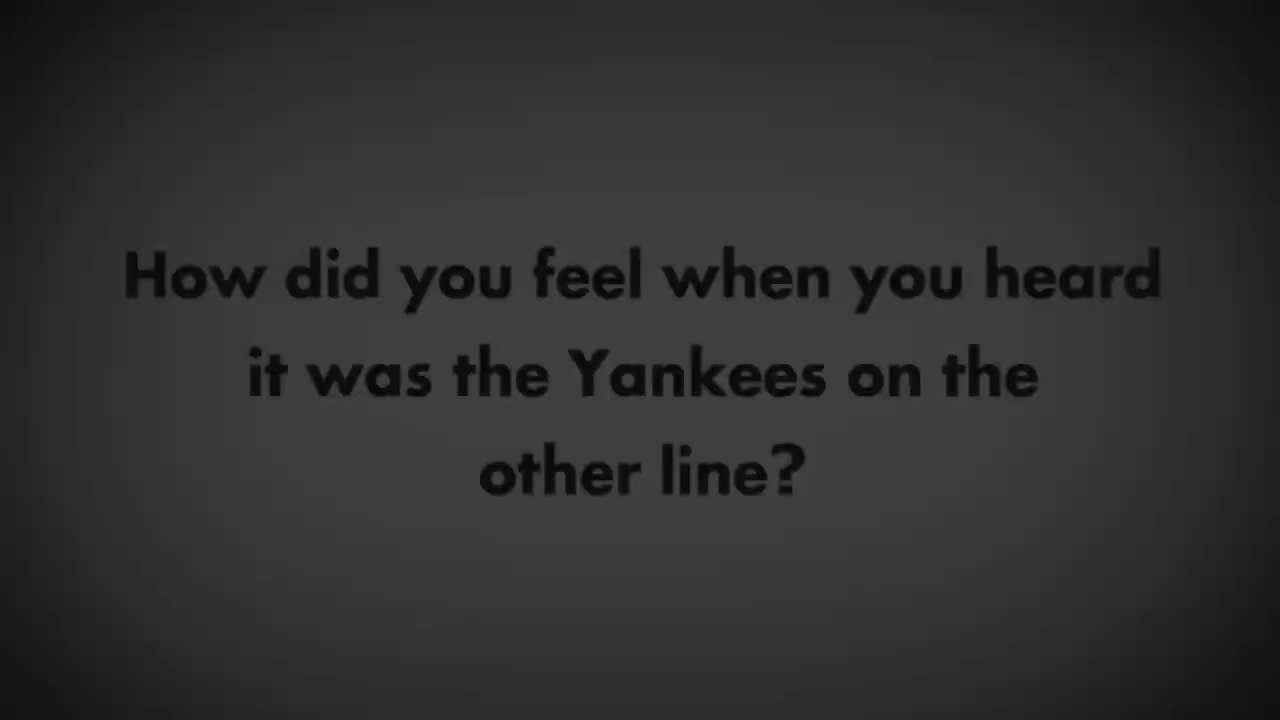 How did you feel when you heard
it was the Yankees on the
other line?